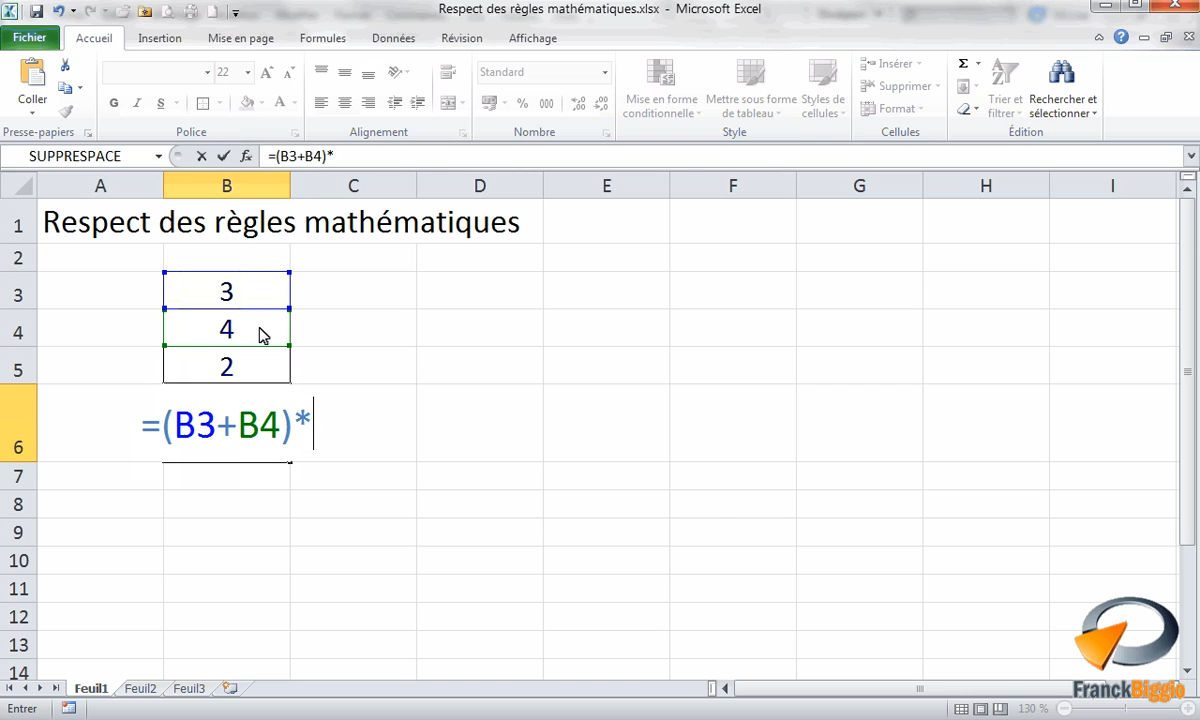 Respect des règles mathématiques.xlsx - Microsoft Excel
Fichier Accueil Insertion Mise en page Formules Données Révision Affichage
Coller
22
G I S
Standard
% 000
Mise en forme conditionnelle
Mettre sous forme de tableau
Styles de cellules
Insérer
Supprimer
Format
Σ
Trier et filtrer
Rechercher et sélectionner
Presse-papiers Police Alignement Nombre Style Cellules Édition
SUPPRESPACE fx =(B3+B4)*
A B C D E F G H I
1 Respect des règles mathématiques
2
3 3
4 4
5 2
6 =(B3+B4)*
7
8
9
10
11
12
13
14
FranckBiggio
Feuil1 Feuil2 Feuil3
Entrer 130 %